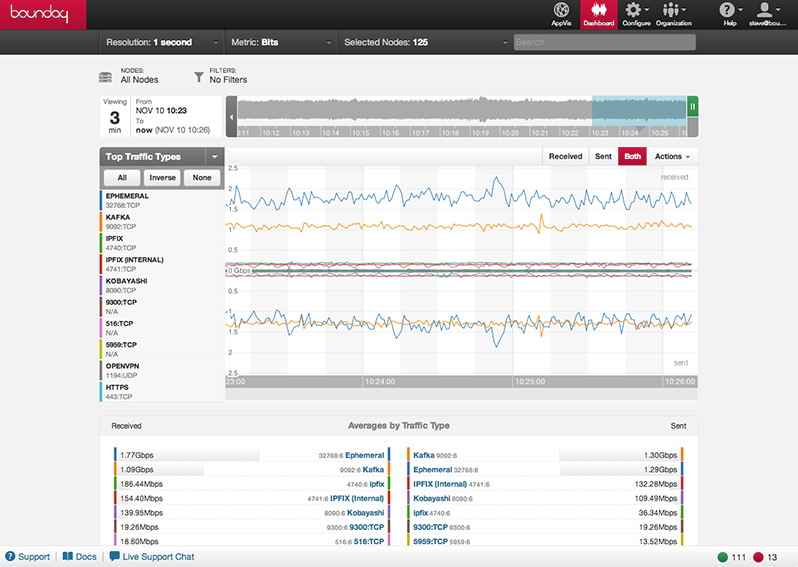 boundary
AppVis Dashboard Configure Organization Help steve@bou...
Resolution: 1 second Metric: Bits Selected Nodes: 125 Search
NODES:
All Nodes
FILTERS:
No Filters
Viewing
3
min
From
NOV 10 10:23
To
now (NOV 10 10:26)
:11 10:12 10:13 10:14 10:15 10:16 10:17 10:18 10:19 10:20 10:21 10:22 10:23 10:24 10:25
Top Traffic Types
Received Sent Both Actions
All Inverse None
EPHEMERAL
32768:TCP
KAFKA
9092:TCP
IPFIX
4740:TCP
IPFIX (INTERNAL)
4741:TCP
KOBAYASHI
8090:TCP
9300:TCP
N/A
516:TCP
N/A
5959:TCP
N/A
OPENVPN
1194:UDP
HTTPS
443:TCP
2.5
received
2
1.5
1
0.5
0 Gbps
0.5
1
1.5
2
sent
2.5
23:00 10:24:00 10:25:00 10:26:00
Received Averages by Traffic Type Sent
1.77Gbps 32768:6 Ephemeral Kafka 9092:6 1.30Gbps
1.09Gbps 9092:6 Kafka Ephemeral 32768:6 1.29Gbps
186.44Mbps 4740:6 ipfix IPFIX (Internal) 4741:6 132.28Mbps
154.40Mbps 4741:6 IPFIX (Internal) Kobayashi 8090:6 109.49Mbps
139.95Mbps 8090:6 Kobayashi ipfix 4740:6 36.34Mbps
19.26Mbps 9300:6 9300:TCP 9300:TCP 9300:6 19.26Mbps
18.60Mbps 516:6 516:TCP 5959:TCP 5959:6 13.52Mbps
Support Docs Live Support Chat 111 13